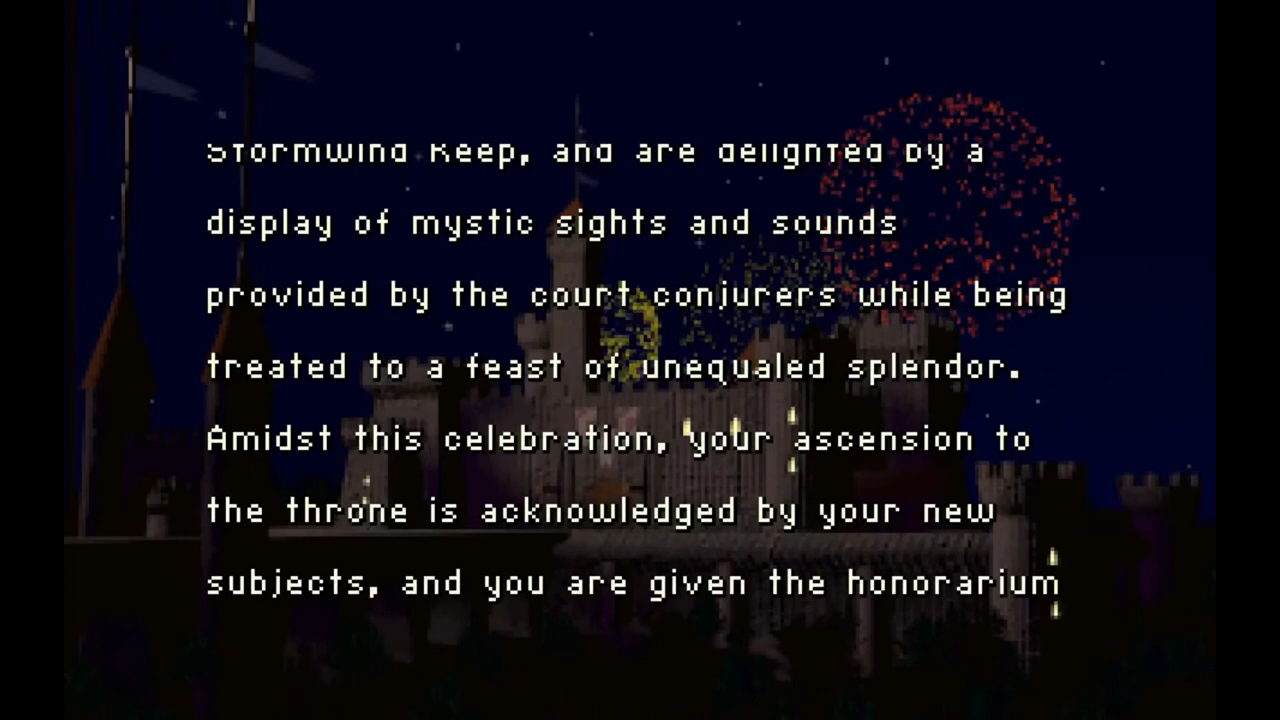 Stormwind Keep, and are delighted by a
display of mystic sights and sounds
provided by the court conjurers while being
treated to a feast of unequaled splendor.
Amidst this celebration, your ascension to
the throne is acknowledged by your new
subjects, and you are given the honorarium